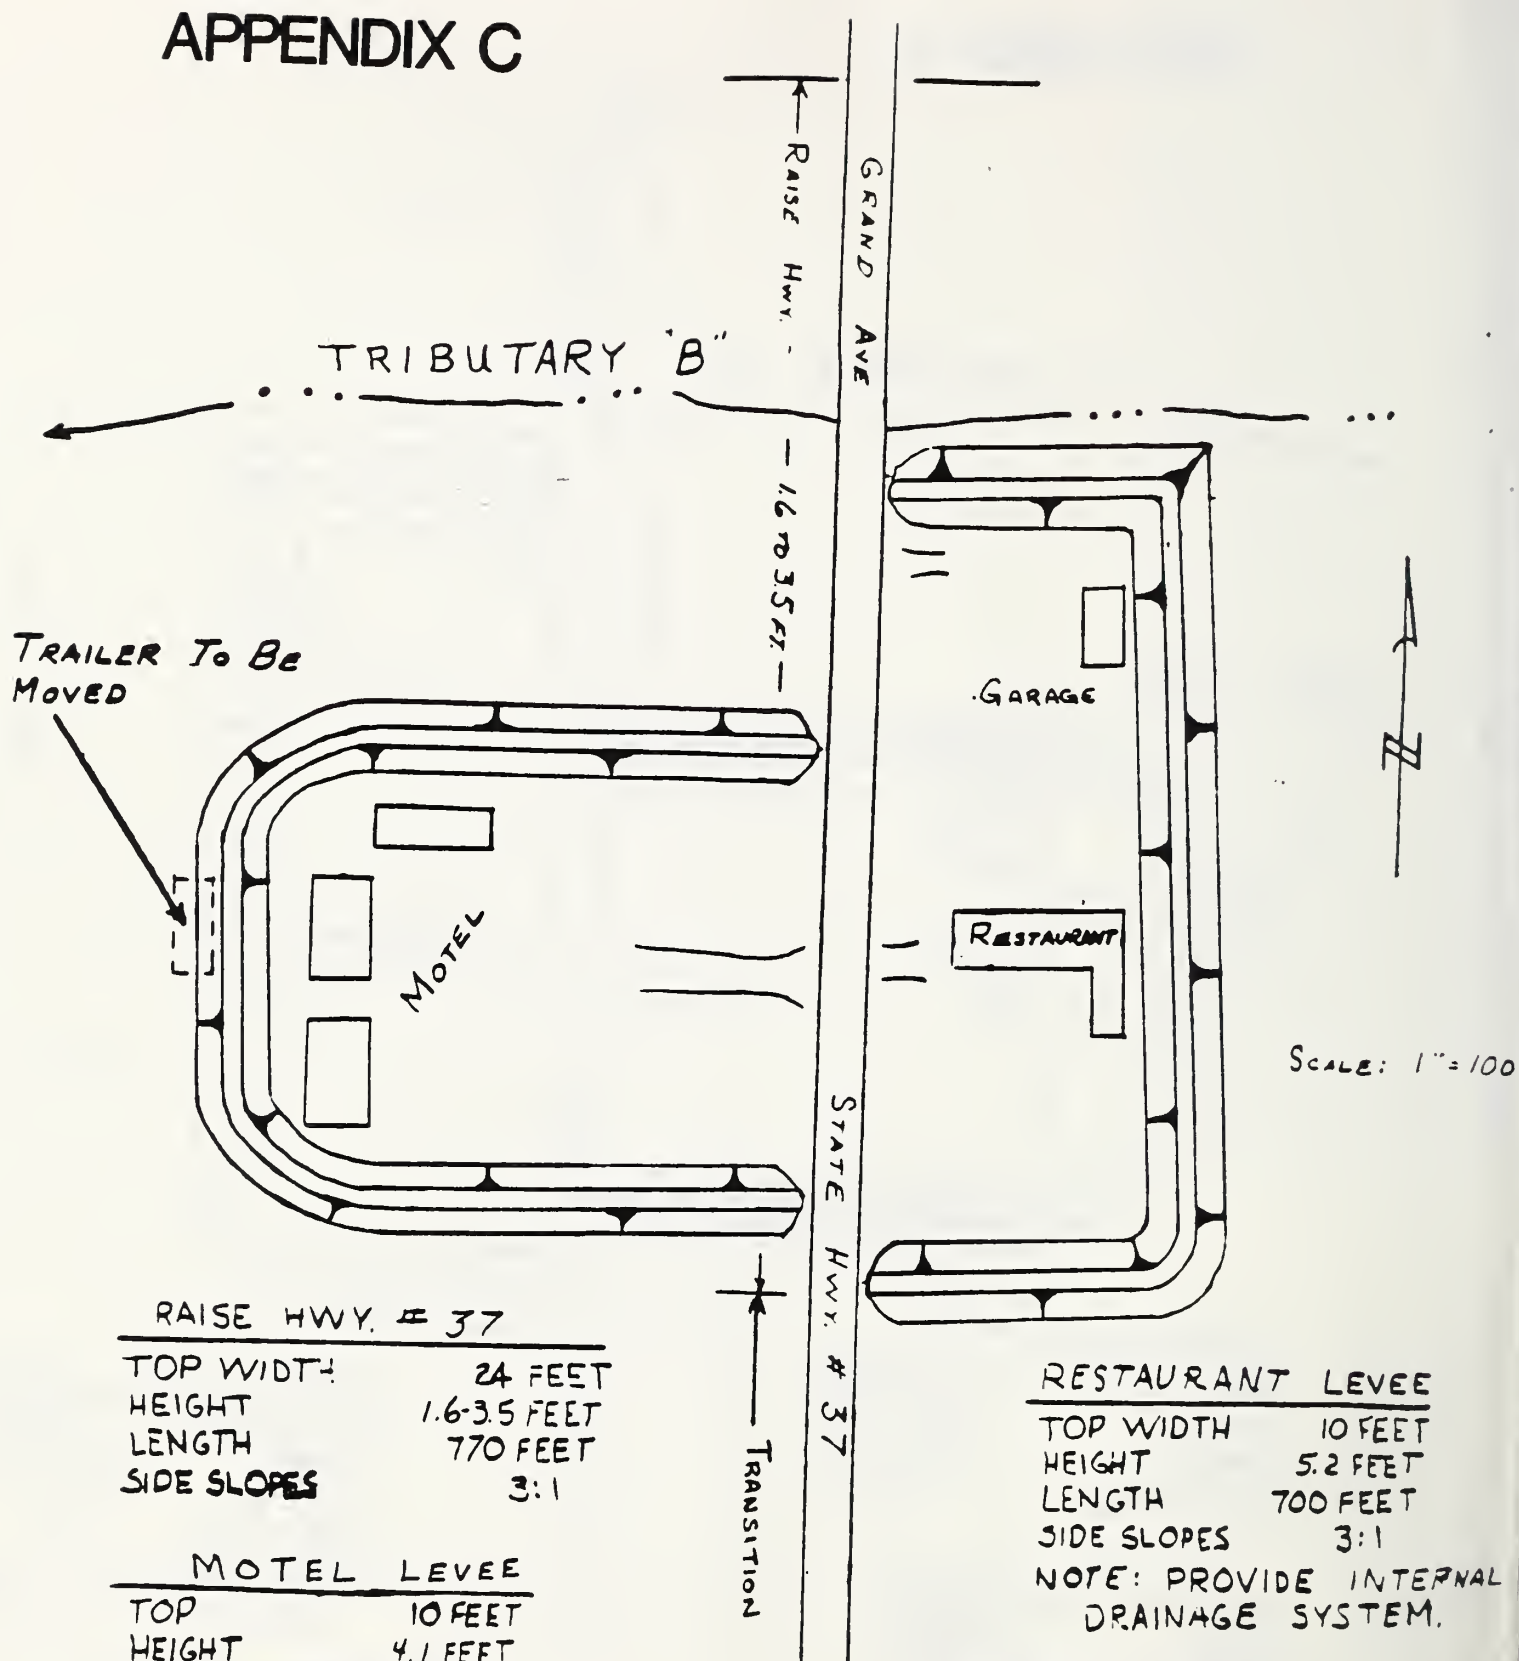 APPENDIX C
RAISE HWY. - 1.6 TO 3.5 FT.
GRAND AVE
TRIBUTARY "B"
TRAILER TO BE
MOVED
GARAGE
MOTEL
RESTAURANT
SCALE: 1"=100
STATE HWY. # 37
TRANSITION
RAISE HWY. # 37
TOP WIDTH 24 FEET
HEIGHT 1.6-3.5 FEET
LENGTH 770 FEET
SIDE SLOPES 3:1
MOTEL LEVEE
TOP 10 FEET
HEIGHT 4.1 FEET
RESTAURANT LEVEE
TOP WIDTH 10 FEET
HEIGHT 5.2 FEET
LENGTH 700 FEET
SIDE SLOPES 3:1
NOTE: PROVIDE INTERNAL
DRAINAGE SYSTEM.